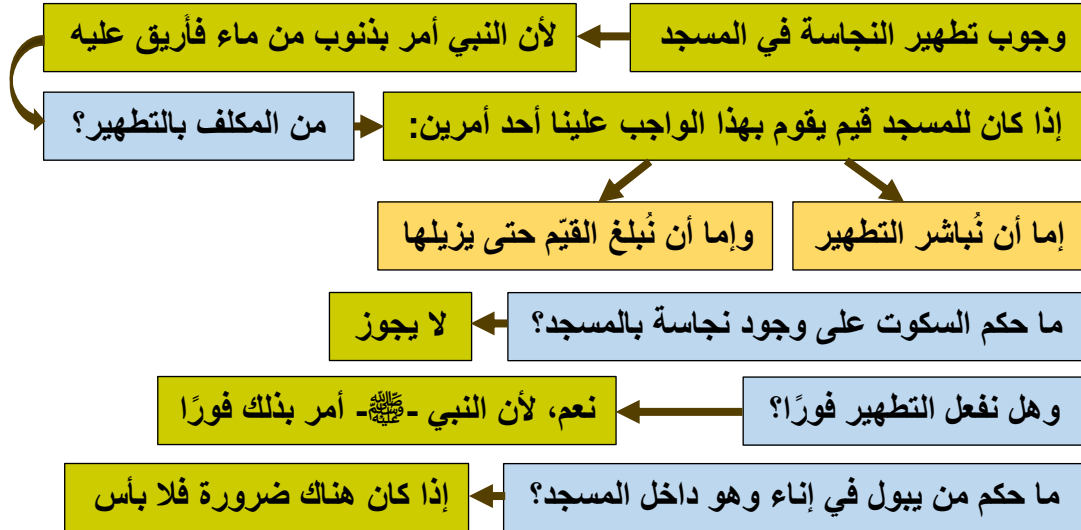 وجوب تطهير النجاسة في المسجد
لأن النبي أمر بذنوب من ماء فأُريق عليه
من المكلف بالتطهير؟
إذا كان للمسجد قيم يقوم بهذا الواجب علينا أحد أمرين:
إما أن نُباشر التطهير
وإما أن نُبلغ القيّم حتى يزيلها
ما حكم السكوت على وجود نجاسة بالمسجد؟
لا يجوز
وهل نفعل التطهير فورًا؟
نعم، لأن النبي -ﷺ- أمر بذلك فورًا
ما حكم من يبول في إناء وهو داخل المسجد؟
إذا كان هناك ضرورة فلا بأس